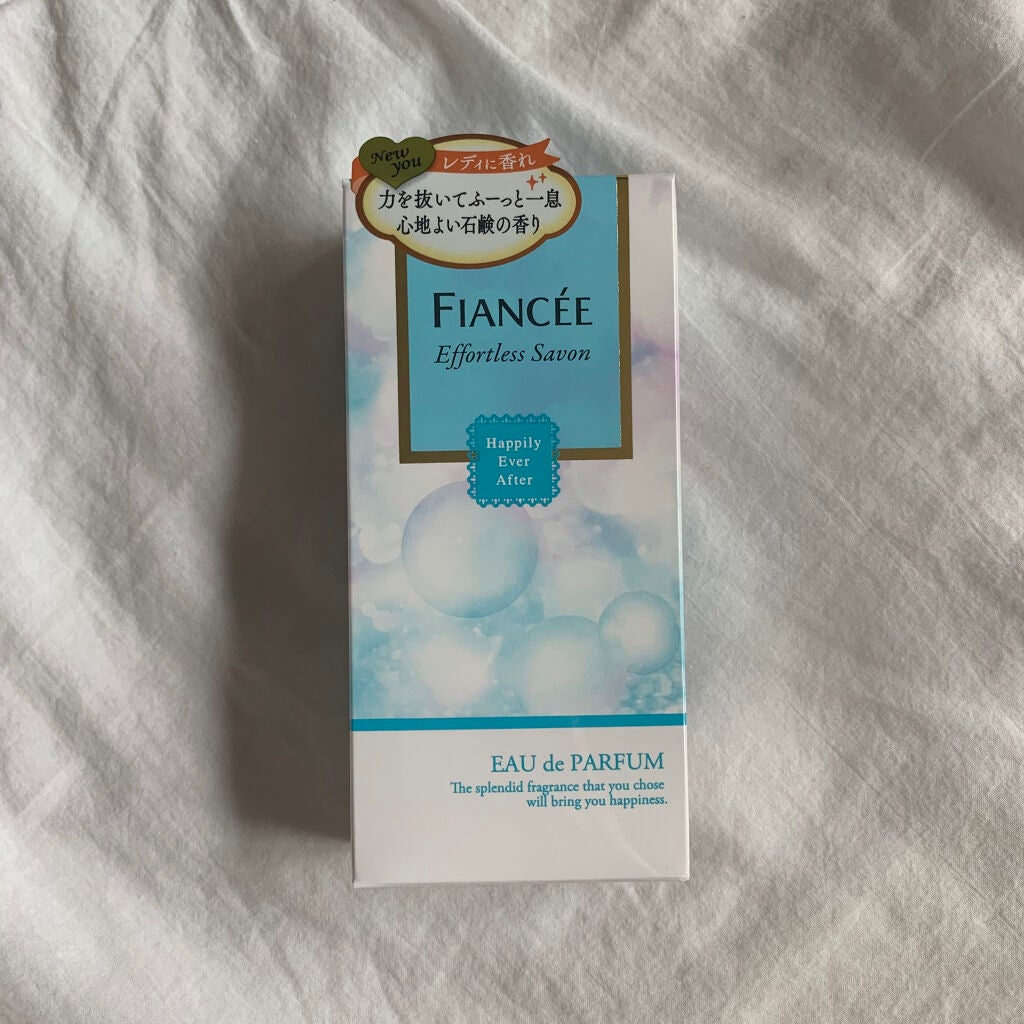 New
you
レディに香れ
力を抜いてふーっと一息
心地よい石鹸の香り
FIANCÉE
Effortless Savon
Happily
Ever
After
EAU de PARFUM
The splendid fragrance that you chose
will bring you happiness.